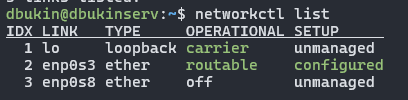 dbukin@dbukinserv:~$ networkctl list
IDX LINK   TYPE     OPERATIONAL SETUP
  1 lo     loopback carrier     unmanaged
  2 enp0s3 ether    routable    configured
  3 enp0s8 ether    off         unmanaged